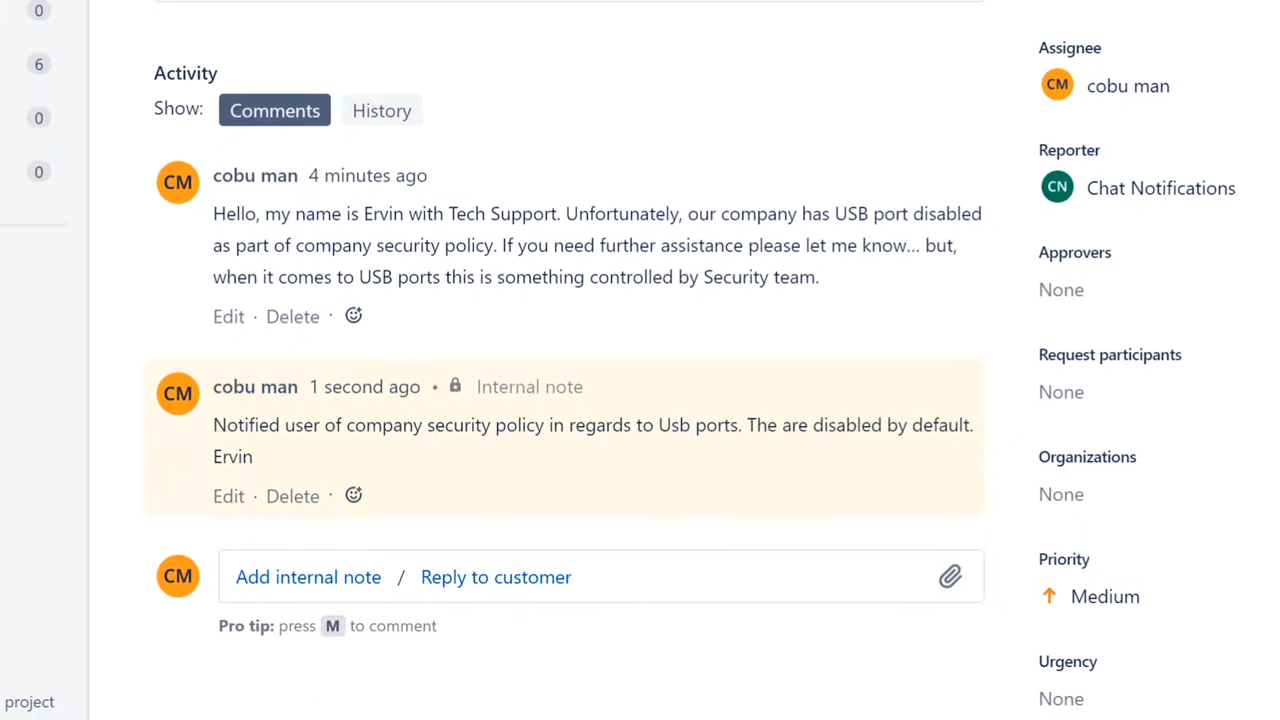 0
6
0
0
project
Activity
Show: Comments History
CM cobu man 4 minutes ago
Hello, my name is Ervin with Tech Support. Unfortunately, our company has USB port disabled
as part of company security policy. If you need further assistance please let me know... but,
when it comes to USB ports this is something controlled by Security team.
Edit · Delete ·
CM cobu man 1 second ago • Internal note
Notified user of company security policy in regards to Usb ports. The are disabled by default.
Ervin
Edit · Delete ·
CM Add internal note / Reply to customer
Pro tip: press M to comment
Assignee
CM cobu man
Reporter
CN Chat Notifications
Approvers
None
Request participants
None
Organizations
None
Priority
Medium
Urgency
None